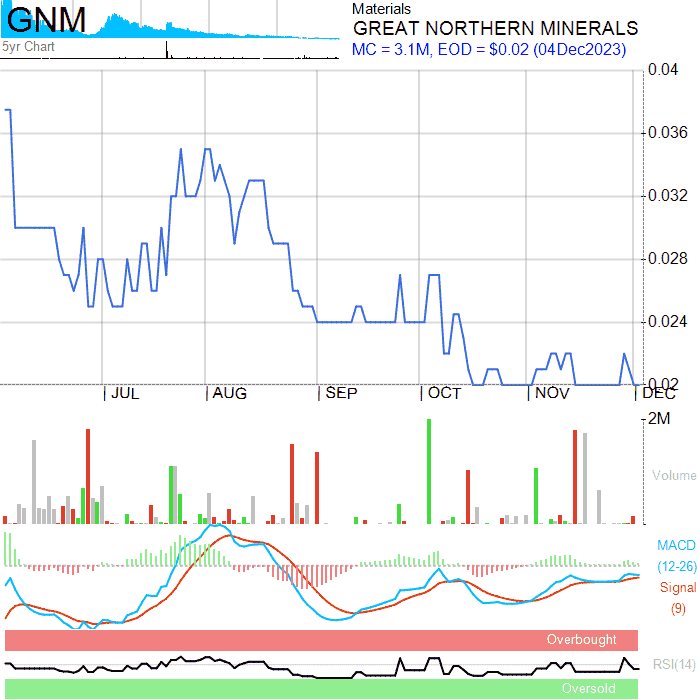 GNM
5yr Chart
Materials
GREAT NORTHERN MINERALS
MC = 3.1M, EOD = $0.02 (04Dec2023)
0.04
0.036
0.032
0.028
0.024
0.02
JUL
AUG
SEP
OCT
NOV
DEC
2M
Volume
MACD
(12-26)
Signal
(9)
Overbought
RSI(14)
Oversold